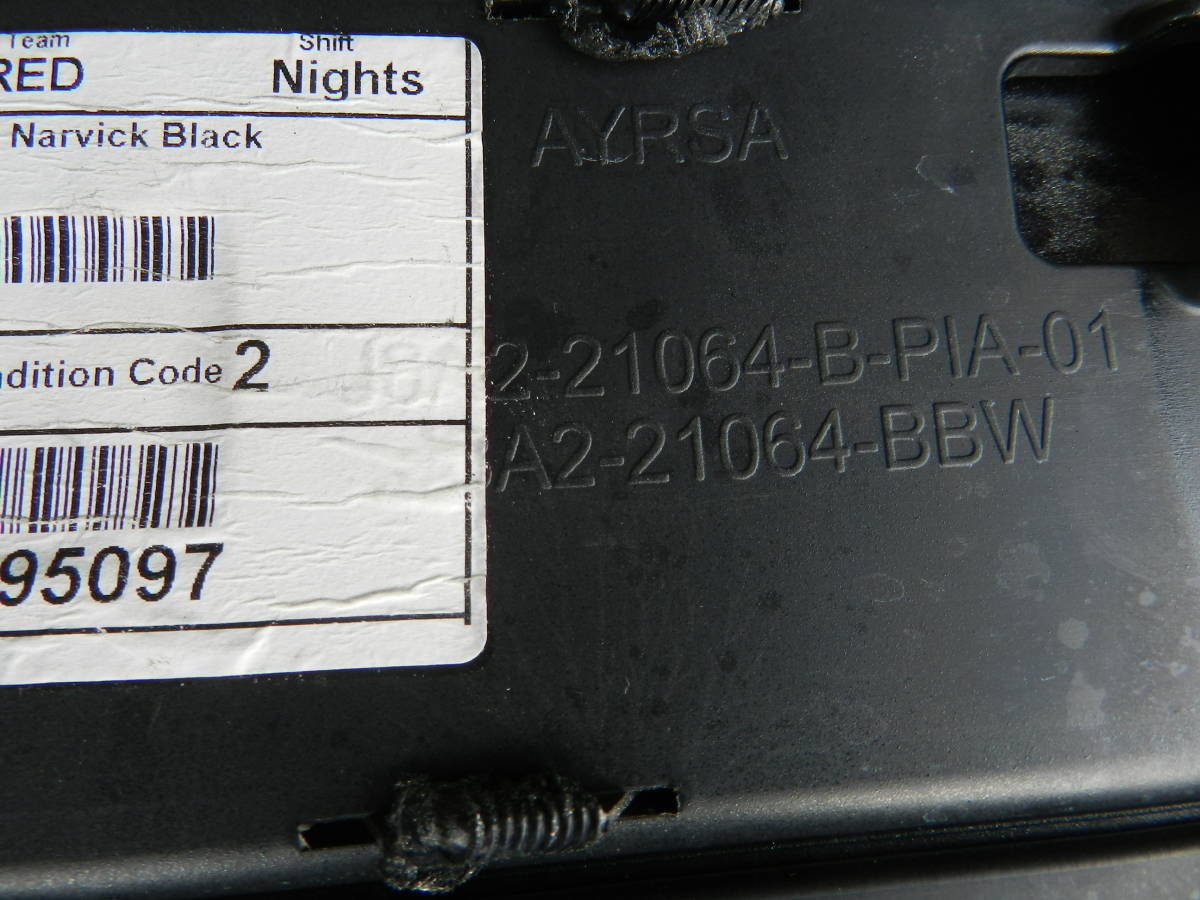 Team
RED
Shift
Nights
Narvick Black
ndition Code 2
95097
AYRSA
2-21064-B-PIA-01
A2-21064-BBW